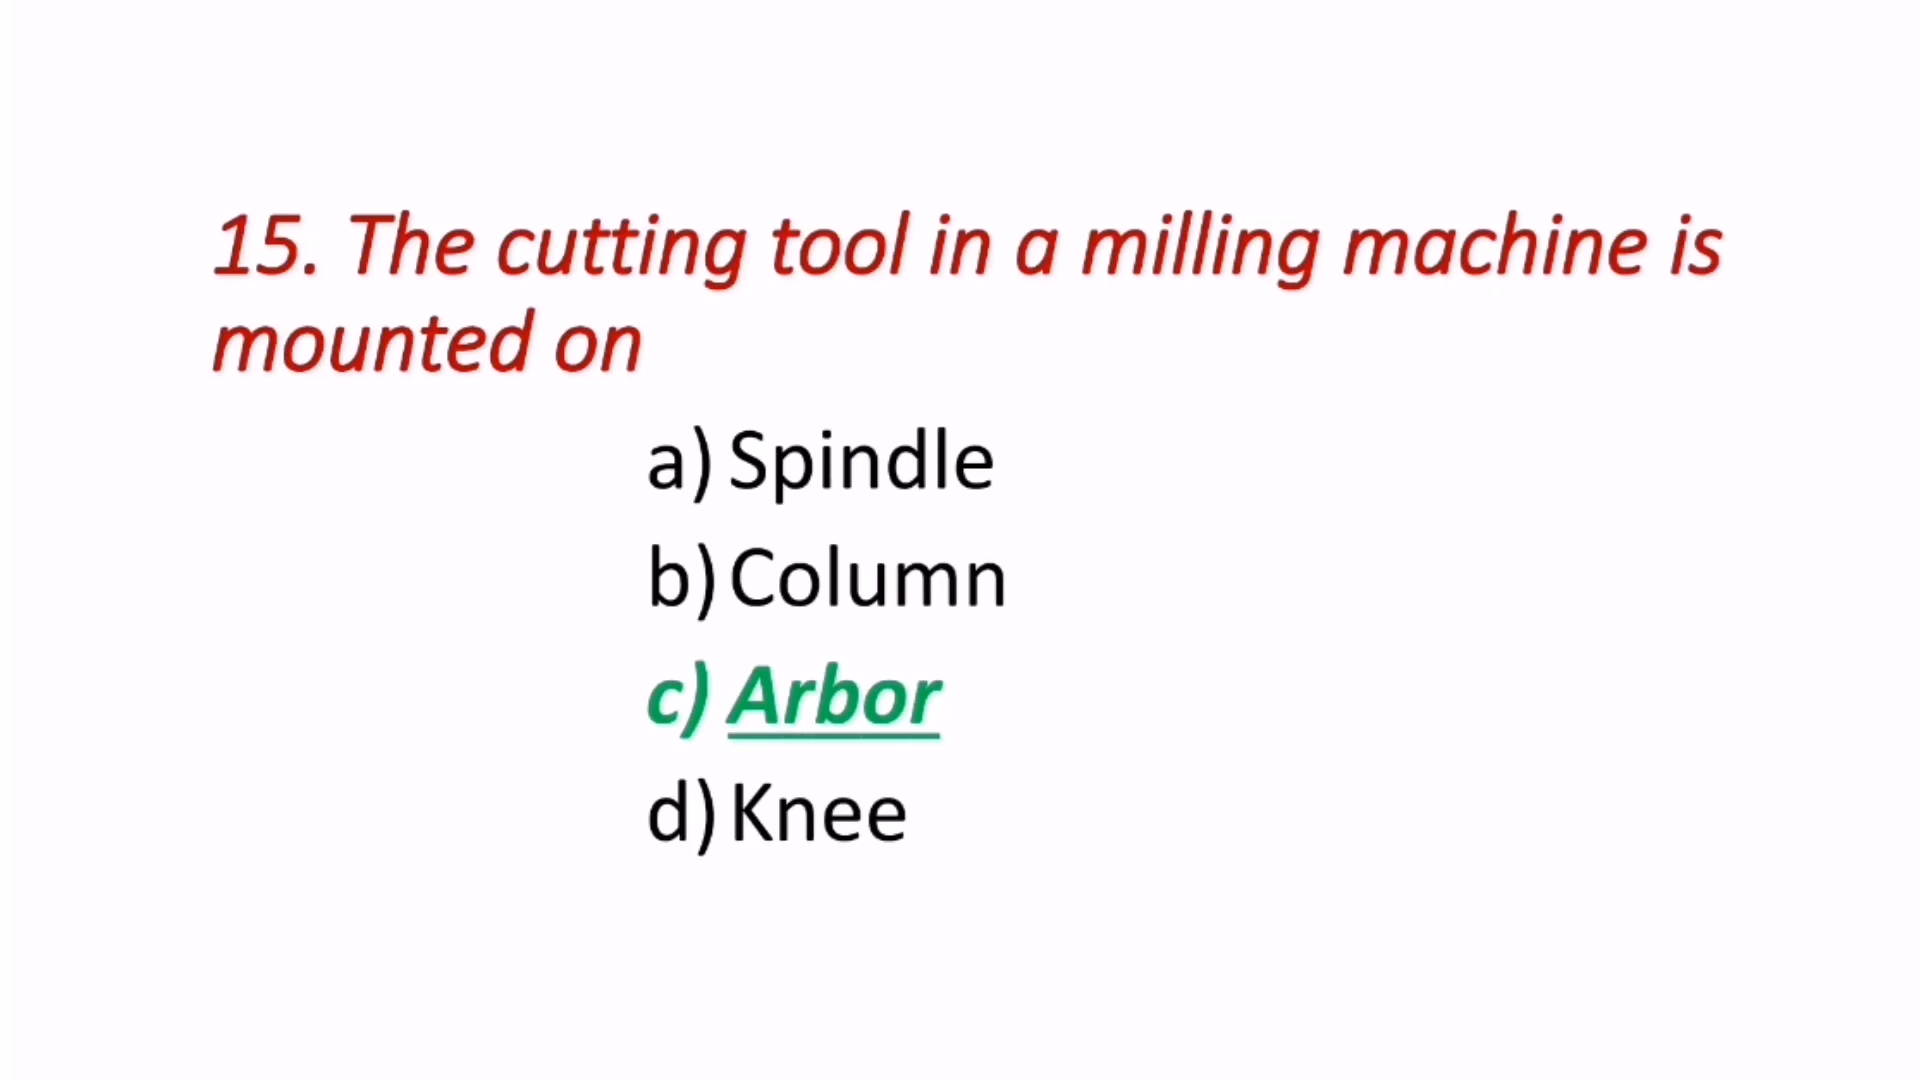 15. The cutting tool in a milling machine is
mounted on
a) Spindle
b) Column
c) Arbor
d) Knee